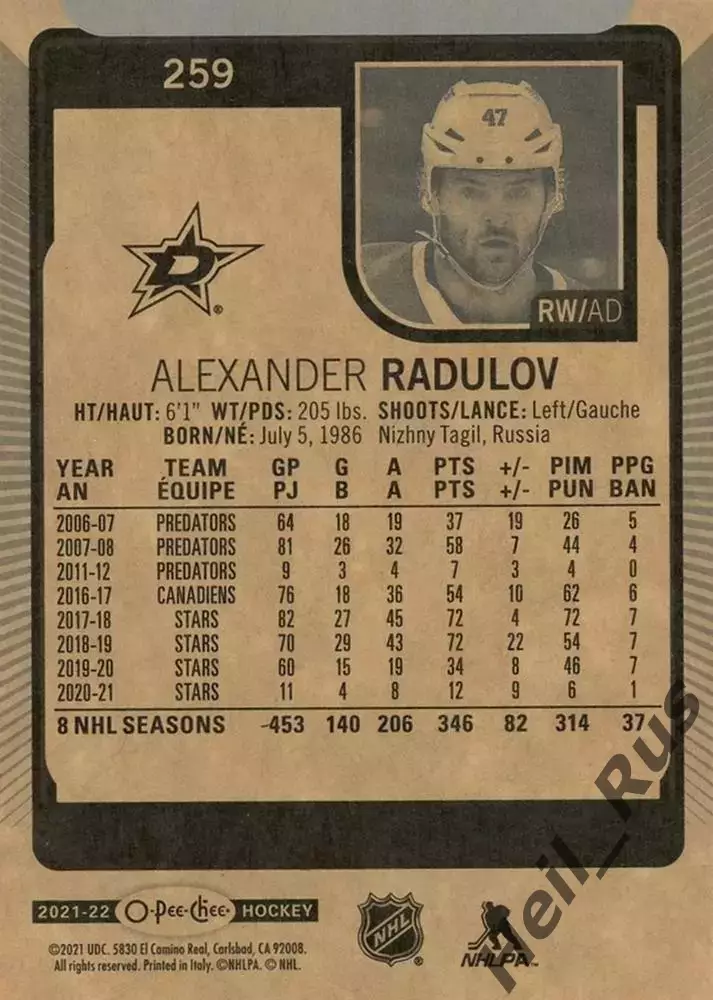 259
47
D
®
RW/AD
ALEXANDER RADULOV
HT/HAUT: 6'1" WT/PDS: 205 lbs. SHOOTS/LANCE: Left/Gauche
BORN/NÉ: July 5, 1986 Nizhny Tagil, Russia
YEAR TEAM GP G A PTS +/- PIM PPG
AN ÉQUIPE PJ B A PTS +/- PUN BAN
2006-07 PREDATORS 64 18 19 37 19 26 5
2007-08 PREDATORS 81 26 32 58 7 44 4
2011-12 PREDATORS 9 3 4 7 3 4 0
2016-17 CANADIENS 76 18 36 54 10 62 6
2017-18 STARS 82 27 45 72 4 72 7
2018-19 STARS 70 29 43 72 22 54 7
2019-20 STARS 60 15 19 34 8 46 7
2020-21 STARS 11 4 8 12 9 6 1
8 NHL SEASONS 453 140 206 346 82 314 37
Heil_Rus
2021-22 O-Pee-Chee HOCKEY
NHL
NHLPA
©2021 UDC. 5830 El Camino Real, Carlsbad, CA 92008.
All rights reserved. Printed in Italy. ©NHLPA. © NHL.